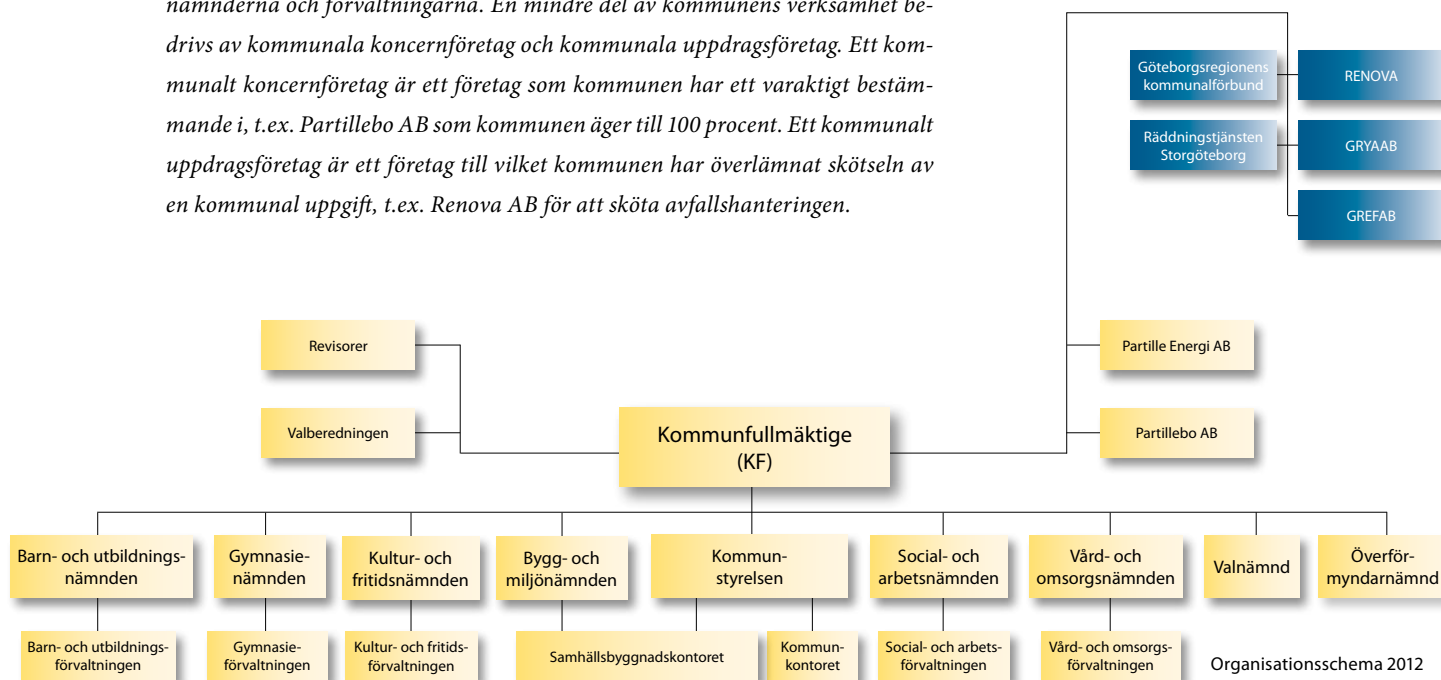 nämnderna och förvaltningarna. En mindre del av kommunens verksamhet be-
drivs av kommunala koncernföretag och kommunala uppdragsföretag. Ett kom-
munalt koncernföretag är ett företag som kommunen har ett varaktigt bestäm-
mande i, t.ex. Partillebo AB som kommunen äger till 100 procent. Ett kommunalt
uppdragsföretag är ett företag till vilket kommunen har överlämnat skötseln av
en kommunal uppgift, t.ex. Renova AB för att sköta avfallshanteringen.
Göteborgsregionens
kommunalförbund
RENOVA
Räddningstjänsten
Storgöteborg
GRYAAB
GREFAB
Revisorer
Partille Energi AB
Valberedningen
Kommunfullmäktige
(KF)
Partillebo AB
Barn- och utbildnings-
nämnden
Gymnasie-
nämnden
Kultur- och
fritidsnämnden
Bygg- och
miljönämnden
Kommun-
styrelsen
Social- och
arbetsnämnden
Vård- och
omsorgsnämnden
Valnämnd
Överför-
myndarnämnd
Barn- och utbildnings-
förvaltningen
Gymnasie-
förvaltningen
Kultur- och fritids-
förvaltningen
Samhällsbyggnadskontoret
Kommun-
kontoret
Social- och arbets-
förvaltningen
Vård- och omsorgs-
förvaltningen
Organisationsschema 2012